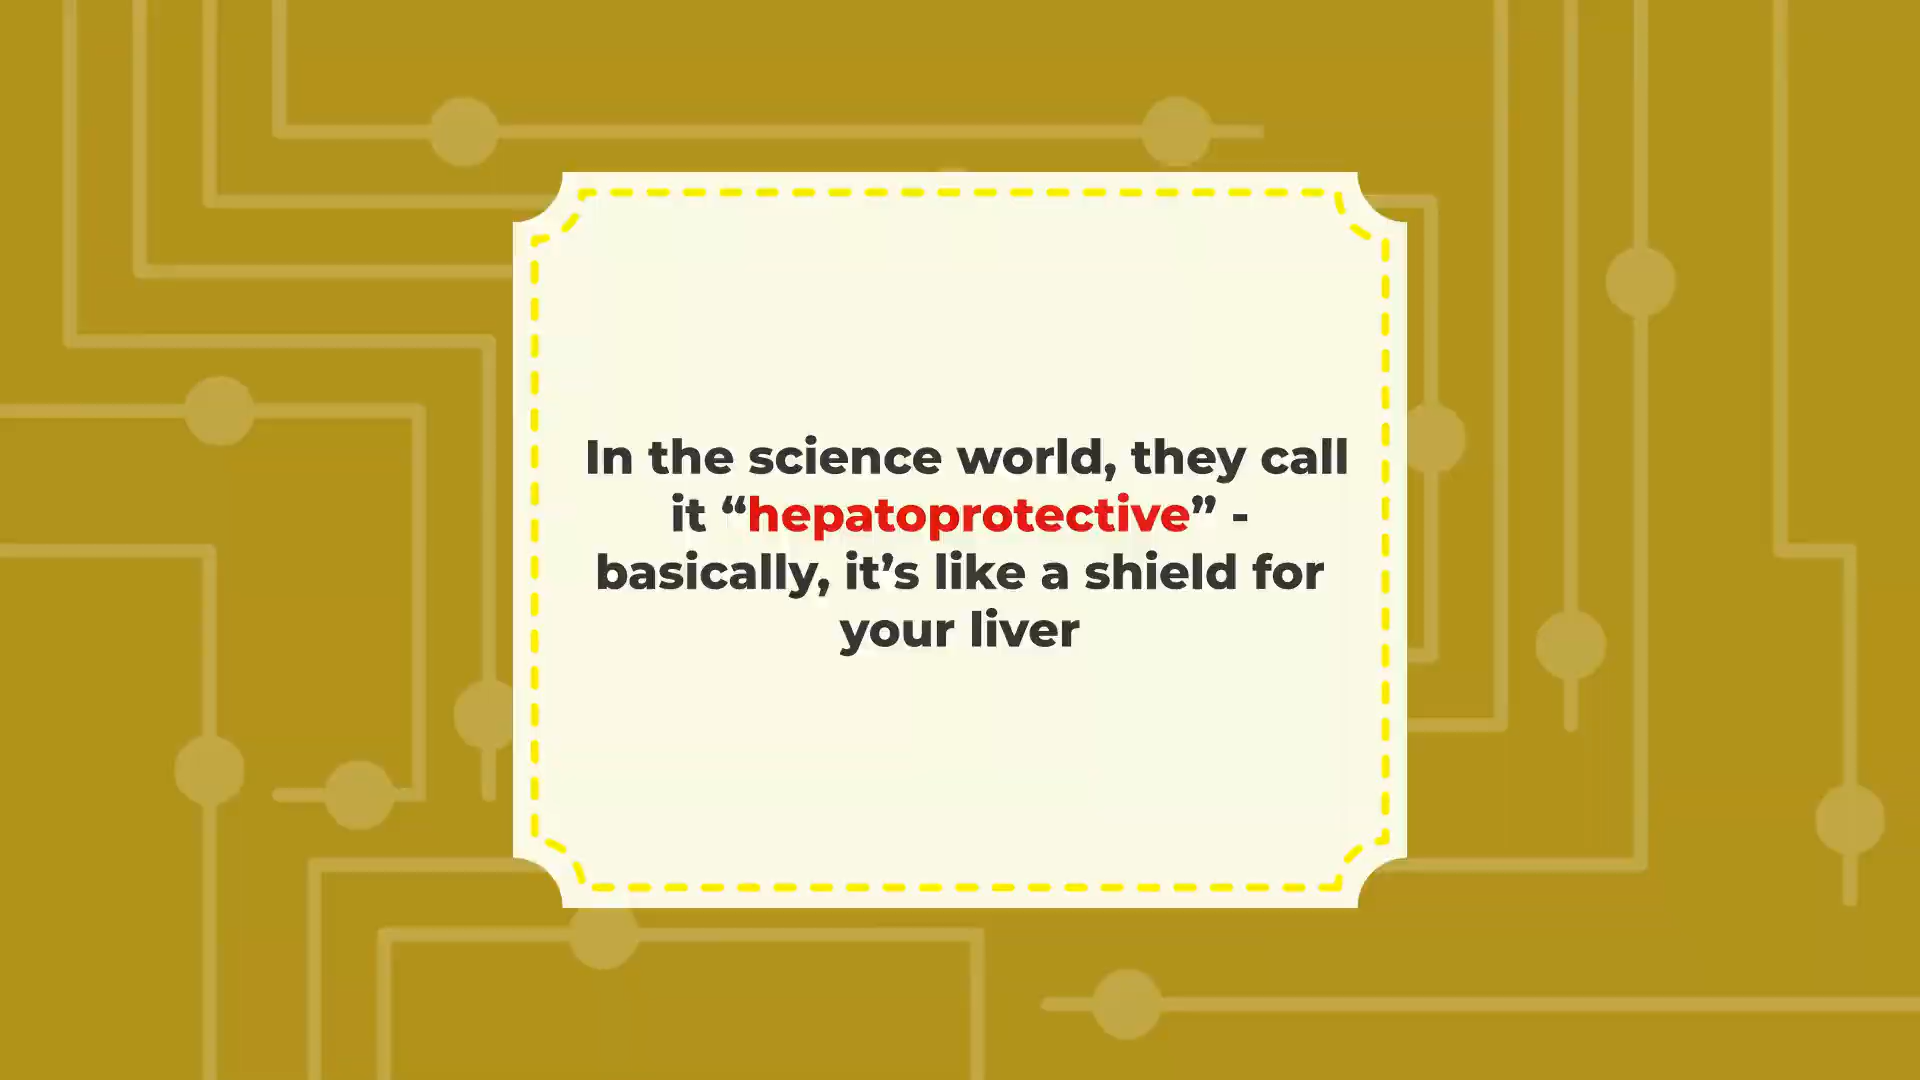 In the science world, they call
it “hepatoprotective” -
basically, it’s like a shield for
your liver